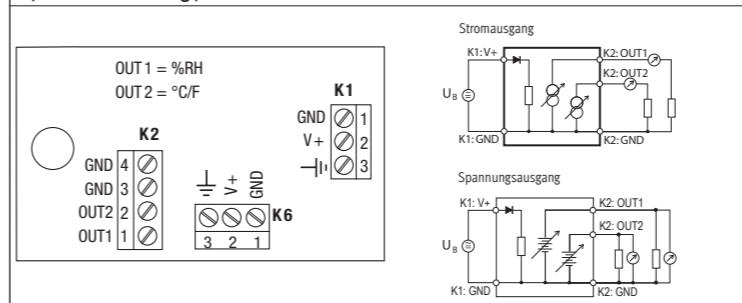 OUT 1 = %RH
OUT 2 = °C/F
K1
GND 1
V+ 2
3
K2
GND 4
GND 3
OUT2 2
OUT1 1
V+ GND
K6
3 2 1
Stromausgang
K1: V+ K2: OUT1
K2: OUT2
UB
K1: GND K2: GND
Spannungsausgang
K1: V+ K2: OUT1
K2: OUT2
UB
K1: GND K2: GND